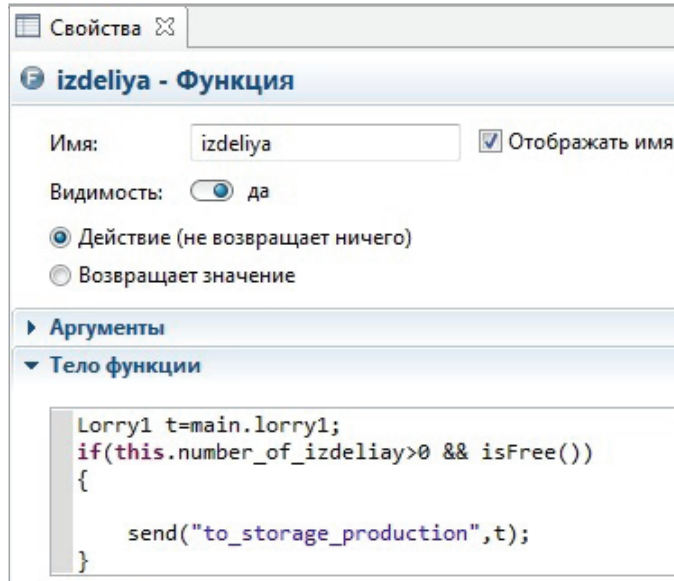 Свойства
izdeliya - Функция
Имя: izdeliya Отображать имя
Видимость: да
Действие (не возвращает ничего)
Возвращает значение
Аргументы
Тело функции
Lorry1 t=main.lorry1;
if(this.number_of_izdeliay>0 && isFree())
{
send("to_storage_production",t);
}